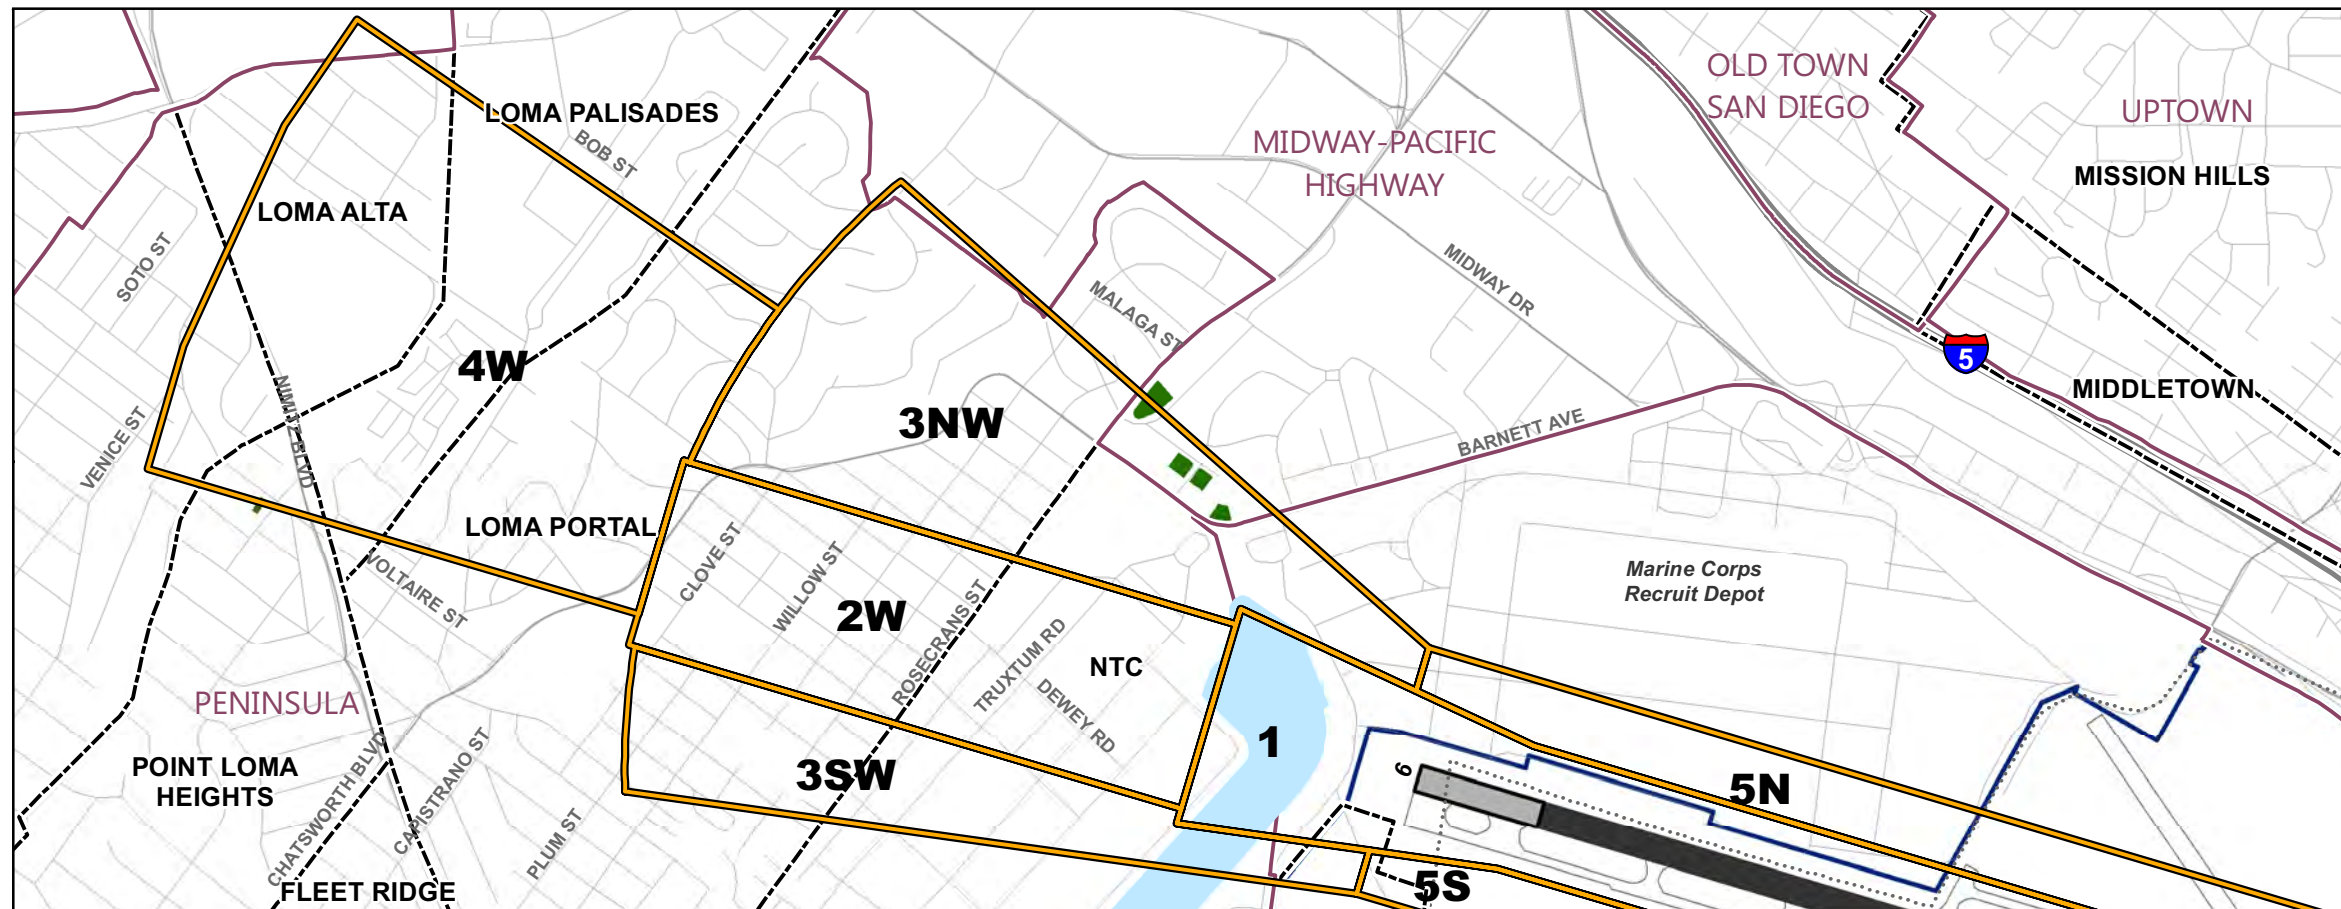 OLD TOWN
SAN DIEGO
UPTOWN
LOMA PALISADES
BOB ST
MIDWAY-PACIFIC
HIGHWAY
MISSION HILLS
LOMA ALTA
SOTO ST
MALAGA ST
MIDWAY DR
5
4W
MIDDLETOWN
NIMITZ BLVD
VENICE ST
3NW
BARNETT AVE
LOMA PORTAL
CLOVE ST
WILLOW ST
VOLTAIRE ST
Marine Corps
Recruit Depot
2W
ROSECRANS ST
TRUXTUM RD
NTC
DEWEY RD
PENINSULA
1
9
5N
POINT LOMA
HEIGHTS
CHATSWORTH BLVD
CAPISTRANO ST
PLUM ST
3SW
FLEET RIDGE
5S